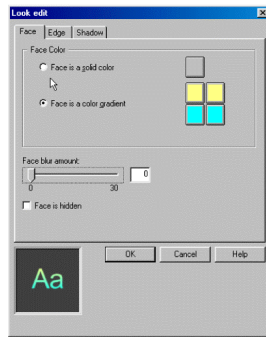 Look edit
Face Edge Shadow
Face Color
Face is a solid color
Face is a color gradient
Face blur amount:
0
0 30
Face is hidden
OK Cancel Help
Aa